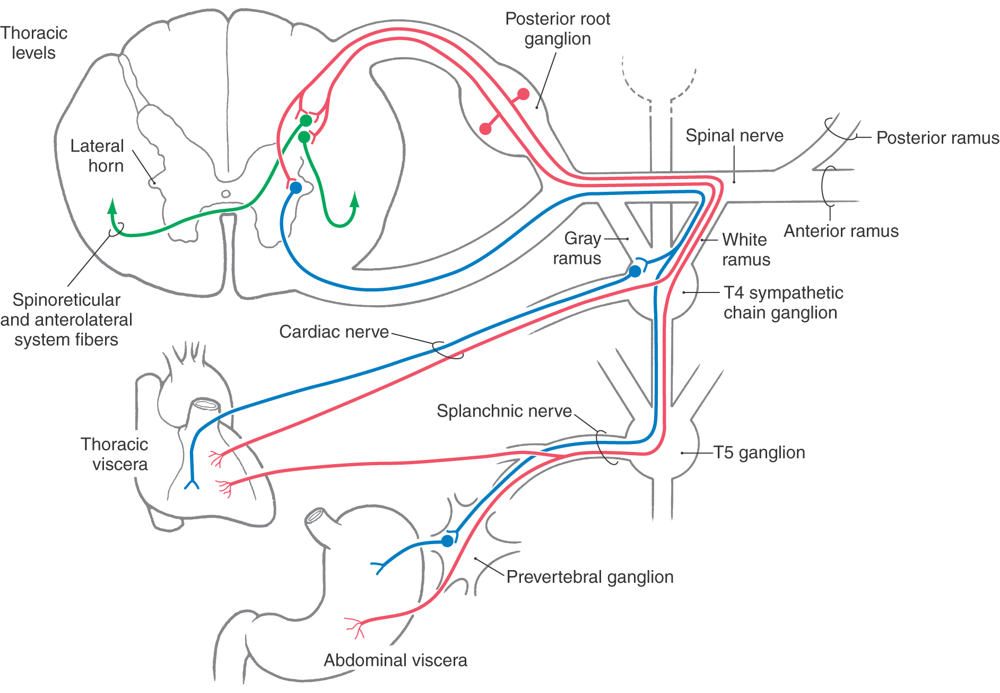 Thoracic
levels
Posterior root
ganglion
Lateral
horn
Spinal nerve
Posterior ramus
Gray
ramus
White
ramus
Anterior ramus
Spinoreticular
and anterolateral
system fibers
T4 sympathetic
chain ganglion
Cardiac nerve
Splanchnic nerve
Thoracic
viscera
T5 ganglion
Prevertebral ganglion
Abdominal viscera